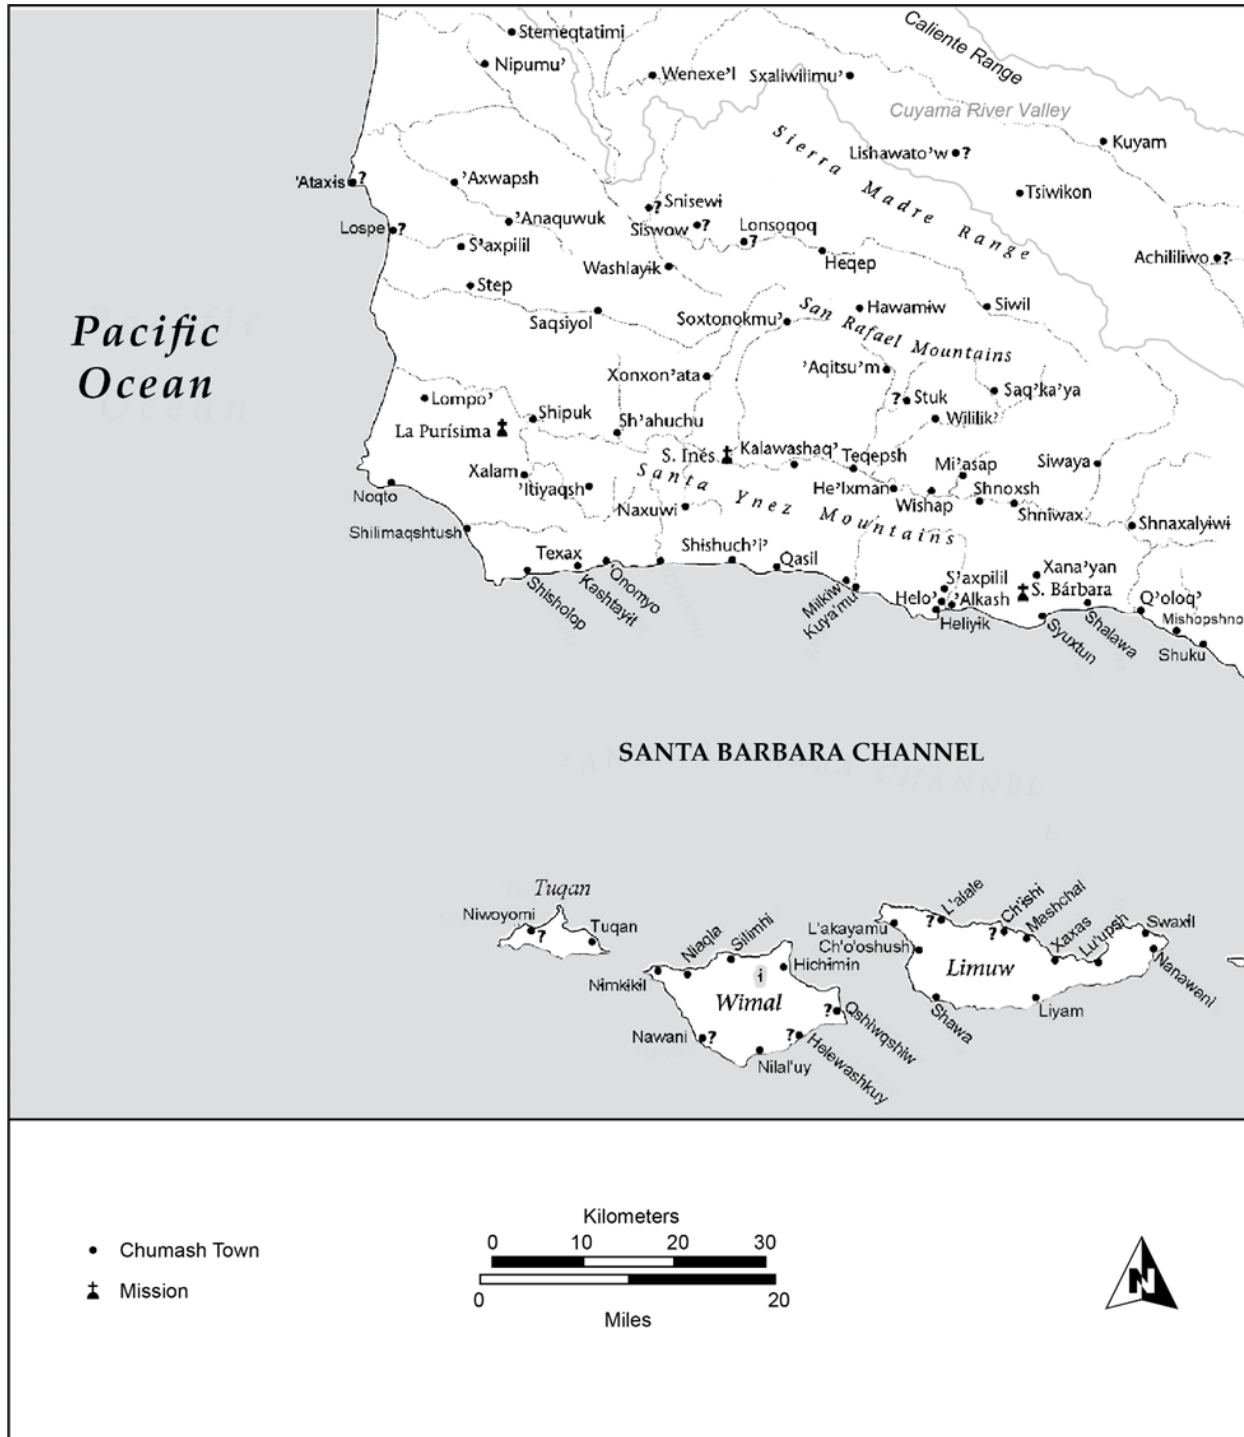 Stemeqtatimi
Nipumu’
Wenexe’l
Sxaliwilimu’
Caliente Range
Cuyama River Valley
Kuyam
Sierra Madre Range
Lishawato’w ?
Tsiwikon
'Ataxis ?
’Axwapsh
’Anaquwuk
? Snisewi
Siswow ?
Lonsoqoq
?
Lospe ?
S’axpilil
Washlayik
Heqep
Achililiwo ?
Step
Saqsiyol
Soxtonokmu’
Hawamiw
Siwil
San Rafael Mountains
Pacific
Ocean
Xonxon’ata
’Aqitsu’m
? Stuk
Saq’ka’ya
Lompo’
Shipuk
Sh’ahuchu
Wililik’
La Purísima
S. Inés
Kalawashaq’
Teqepsh
Mi’asap
Siwaya
Xalam
’Itiyaqsh
Santa Ynez Mountains
He’lxman
Wishap
Shnoxsh
Shniwax
Noqto
Naxuwi
Shnaxalyiwi
Shilimaqshtush
Texax
Shishuch’i’
Qasil
Shisholop
Kashtayit
Onomyo
Milkiw
Kuya'mu
S’axpilil
Xana’yan
S. Bárbara
Helo’
’Alkash
Heliyik
Syuxtun
Shalawa
Q’oloq’
Mishopshno
Shuku
SANTA BARBARA CHANNEL
Tuqan
Niwoyomi
?
Tuqan
Nimkikil
Niaqla
Silimhi
Hichimin
i
Wimal
Nawani ?
Nilal'uy
? Helewashkuy
? Qshiwqshiw
L'akayamu
Ch'o'oshush
? L'alale
? Ch'ishi
Mashchal
Xaxas
Lu'upsh
Swaxil
Nanawani
Limuw
Shawa
Liyam
Kilometers
0 10 20 30
0 20
Miles
Chumash Town
Mission
N